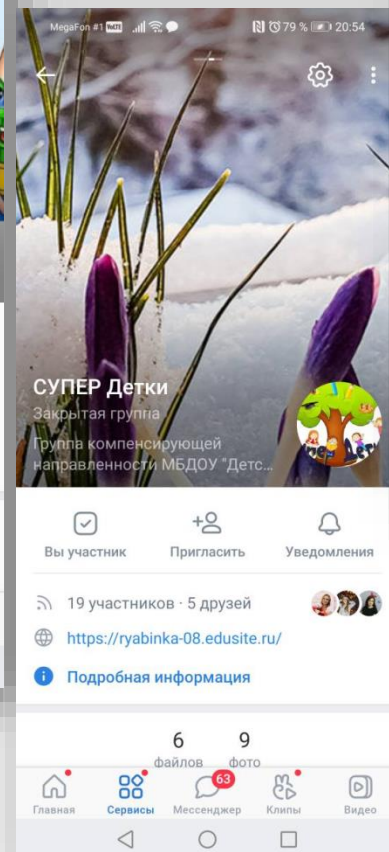 MegaFon #1 79 % 20:54
СУПЕР Детки
Закрытая группа
Группа компенсирующей
направленности МБДОУ "Детс...
Вы участник Пригласить Уведомления
19 участников · 5 друзей
https://ryabinka-08.edusite.ru/
Подробная информация
6 9
файлов фото
63
Главная Сервисы Мессенджер Клипы Видео